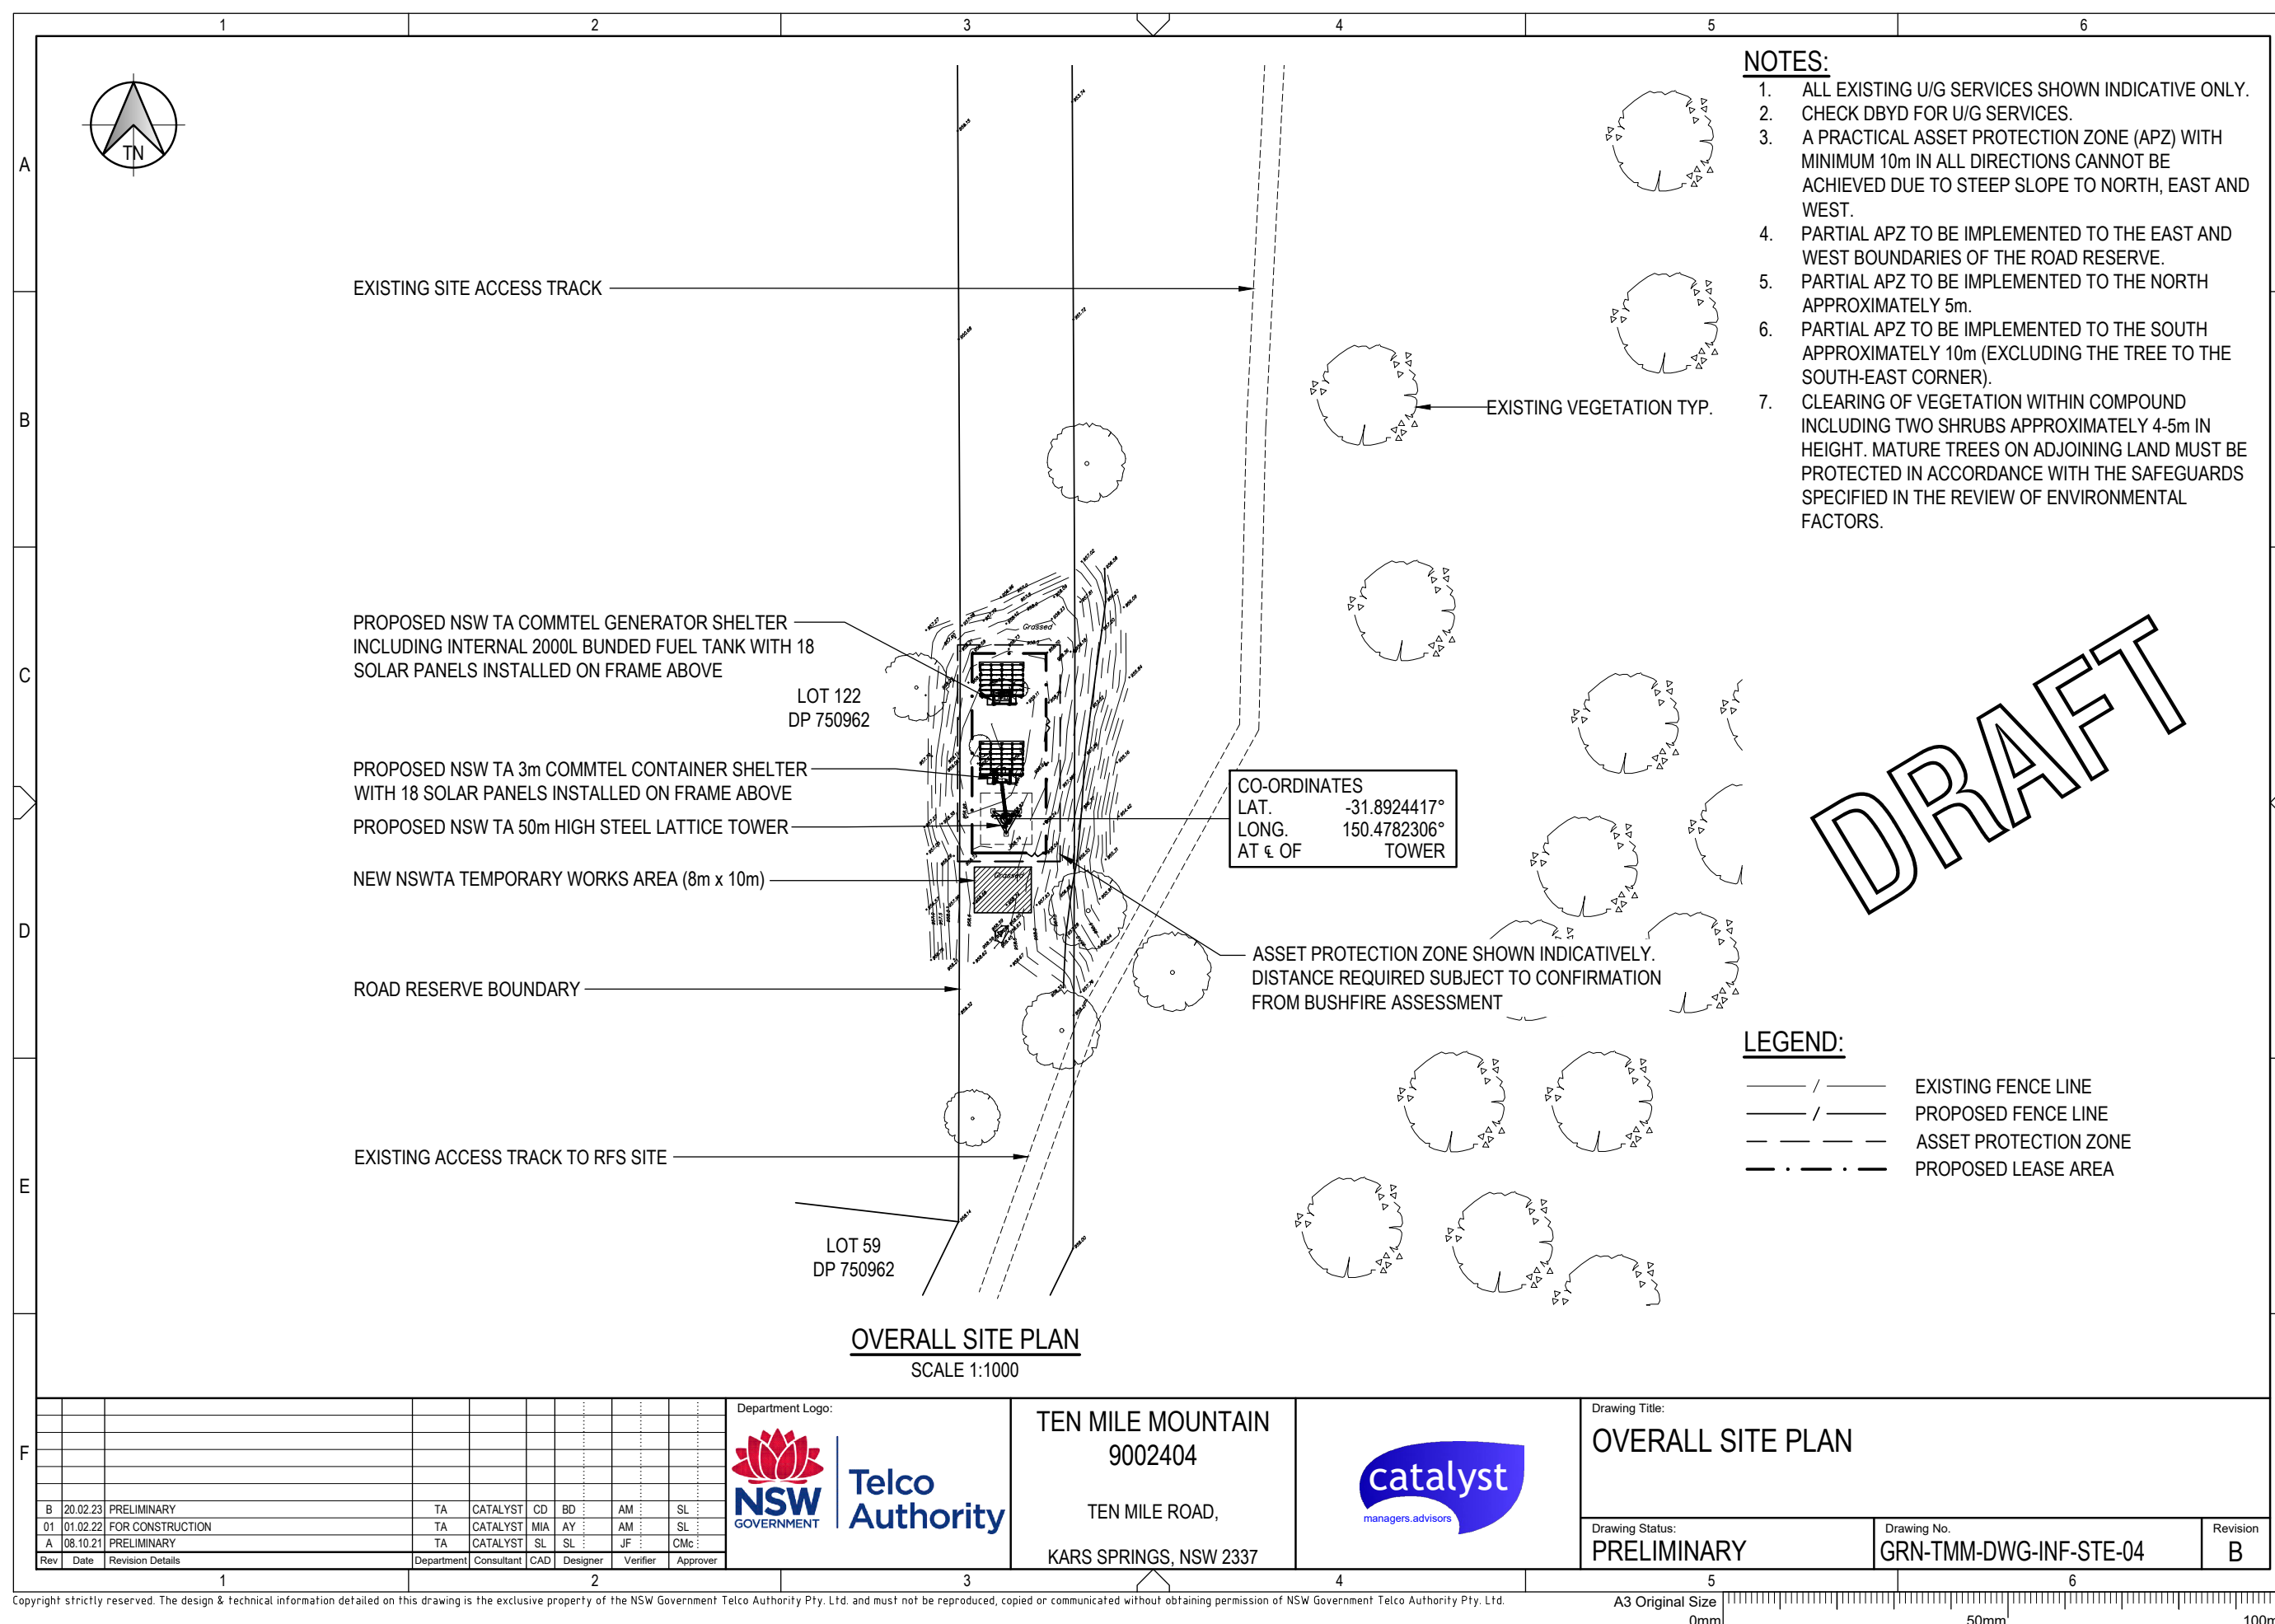 1 2 3 4 5 6
A
B
C
D
E
F
TN
NOTES:
1. ALL EXISTING U/G SERVICES SHOWN INDICATIVE ONLY.
2. CHECK DBYD FOR U/G SERVICES.
3. A PRACTICAL ASSET PROTECTION ZONE (APZ) WITH
MINIMUM 10m IN ALL DIRECTIONS CANNOT BE
ACHIEVED DUE TO STEEP SLOPE TO NORTH, EAST AND
WEST.
4. PARTIAL APZ TO BE IMPLEMENTED TO THE EAST AND
WEST BOUNDARIES OF THE ROAD RESERVE.
5. PARTIAL APZ TO BE IMPLEMENTED TO THE NORTH
APPROXIMATELY 5m.
6. PARTIAL APZ TO BE IMPLEMENTED TO THE SOUTH
APPROXIMATELY 10m (EXCLUDING THE TREE TO THE
SOUTH-EAST CORNER).
7. CLEARING OF VEGETATION WITHIN COMPOUND
INCLUDING TWO SHRUBS APPROXIMATELY 4-5m IN
HEIGHT. MATURE TREES ON ADJOINING LAND MUST BE
PROTECTED IN ACCORDANCE WITH THE SAFEGUARDS
SPECIFIED IN THE REVIEW OF ENVIRONMENTAL
FACTORS.
EXISTING SITE ACCESS TRACK
EXISTING VEGETATION TYP.
PROPOSED NSW TA COMMTEL GENERATOR SHELTER
INCLUDING INTERNAL 2000L BUNDED FUEL TANK WITH 18
SOLAR PANELS INSTALLED ON FRAME ABOVE
Grassed
LOT 122
DP 750962
PROPOSED NSW TA 3m COMMTEL CONTAINER SHELTER
WITH 18 SOLAR PANELS INSTALLED ON FRAME ABOVE
PROPOSED NSW TA 50m HIGH STEEL LATTICE TOWER
CO-ORDINATES
LAT. -31.8924417°
LONG. 150.4782306°
AT ℄ OF TOWER
DRAFT
NEW NSWTA TEMPORARY WORKS AREA (8m x 10m)
Grassed
ASSET PROTECTION ZONE SHOWN INDICATIVELY.
DISTANCE REQUIRED SUBJECT TO CONFIRMATION
FROM BUSHFIRE ASSESSMENT
ROAD RESERVE BOUNDARY
EXISTING ACCESS TRACK TO RFS SITE
LOT 59
DP 750962
LEGEND:
EXISTING FENCE LINE
PROPOSED FENCE LINE
ASSET PROTECTION ZONE
PROPOSED LEASE AREA
OVERALL SITE PLAN
SCALE 1:1000
B 20.02.23 PRELIMINARY TA CATALYST CD BD AM SL
01 01.02.22 FOR CONSTRUCTION TA CATALYST MIA AY AM SL
A 08.10.21 PRELIMINARY TA CATALYST SL SL JF CMc
Rev Date Revision Details Department Consultant CAD Designer Verifier Approver
Department Logo:
NSW
GOVERNMENT
Telco
Authority
TEN MILE MOUNTAIN
9002404
TEN MILE ROAD,
KARS SPRINGS, NSW 2337
catalyst
managers.advisors
Drawing Title:
OVERALL SITE PLAN
Drawing Status:
PRELIMINARY
Drawing No.
GRN-TMM-DWG-INF-STE-04
Revision
B
1 2 3 4 5 6
Copyright strictly reserved. The design & technical information detailed on this drawing is the exclusive property of the NSW Government Telco Authority Pty. Ltd. and must not be reproduced, copied or communicated without obtaining permission of NSW Government Telco Authority Pty. Ltd.
A3 Original Size
0mm 50mm